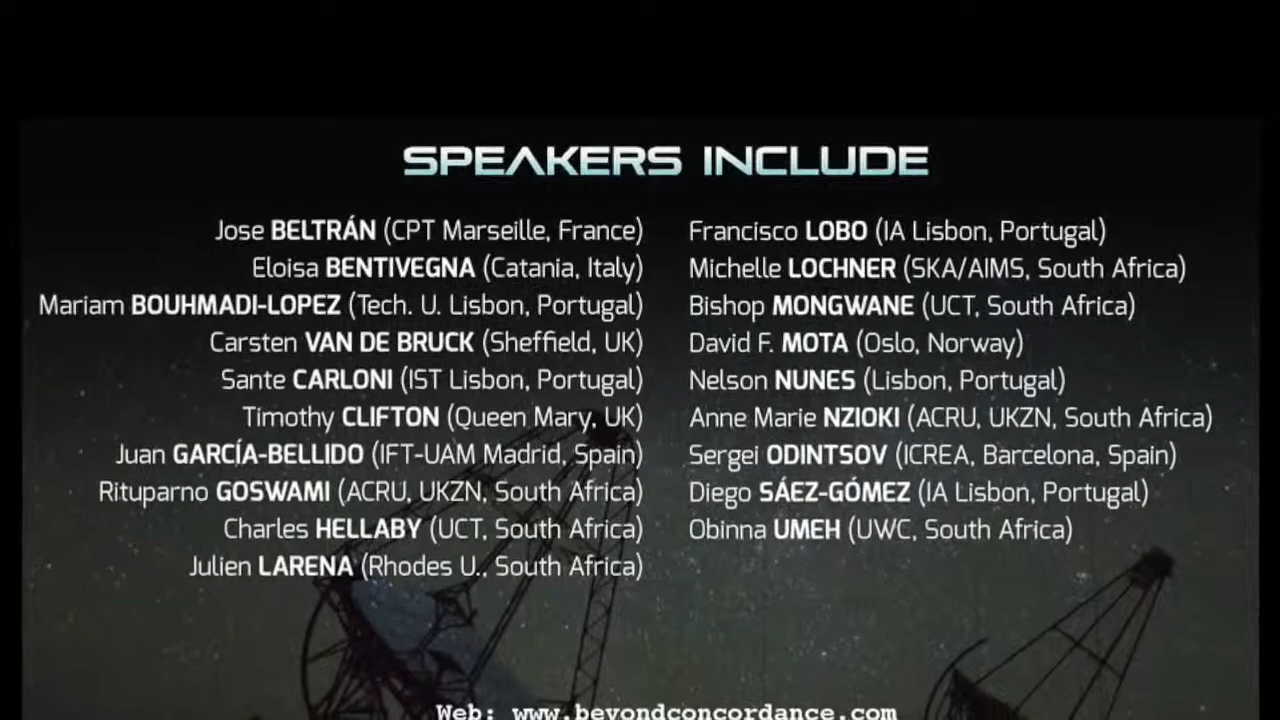 SPEAKERS INCLUDE
Jose BELTRÁN (CPT Marseille, France)
Eloisa BENTIVEGNA (Catania, Italy)
Mariam BOUHMADI-LOPEZ (Tech. U. Lisbon, Portugal)
Carsten VAN DE BRUCK (Sheffield, UK)
Sante CARLONI (IST Lisbon, Portugal)
Timothy CLIFTON (Queen Mary, UK)
Juan GARCÍA-BELLIDO (IFT-UAM Madrid, Spain)
Rituparno GOSWAMI (ACRU, UKZN, South Africa)
Charles HELLABY (UCT, South Africa)
Julien LARENA (Rhodes U., South Africa)
Francisco LOBO (IA Lisbon, Portugal)
Michelle LOCHNER (SKA/AIMS, South Africa)
Bishop MONGWANE (UCT, South Africa)
David F. MOTA (Oslo, Norway)
Nelson NUNES (Lisbon, Portugal)
Anne Marie NZIOKI (ACRU, UKZN, South Africa)
Sergei ODINTSOV (ICREA, Barcelona, Spain)
Diego SÁEZ-GÓMEZ (IA Lisbon, Portugal)
Obinna UMEH (UWC, South Africa)
Web: www.beyondconcordance.com